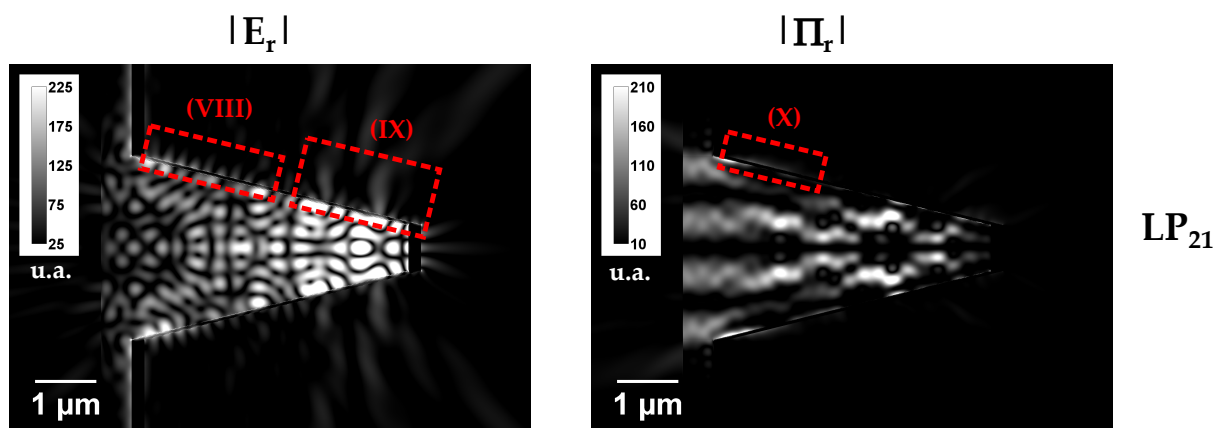 |Eᵣ|
|Πᵣ|
225
175
125
75
25
u.a.
(VIII)
(IX)
1 µm
210
160
110
60
10
u.a.
(X)
1 µm
LP₂₁